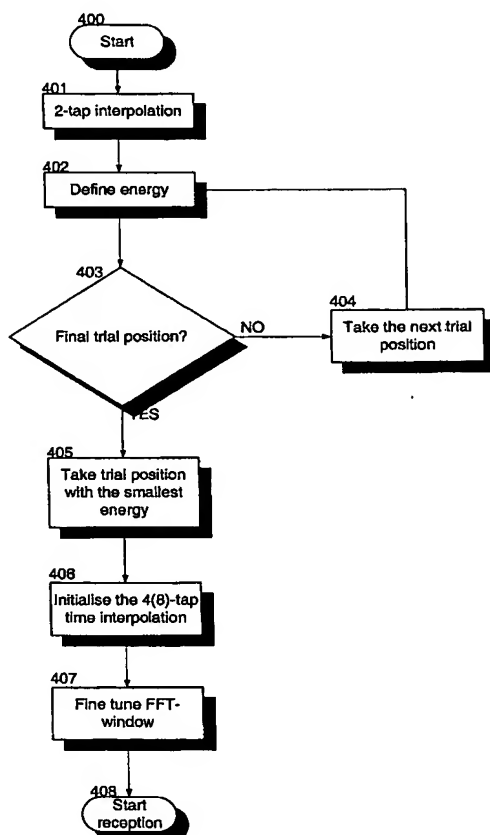 400
Start
401
2-tap interpolation
402
Define energy
403
Final trial position?
NO
404
Take the next trial
position
YES
405
Take trial position
with the smallest
energy
406
Initialise the 4(8)-tap
time interpolation
407
Fine tune FFT-
window
408
Start
reception